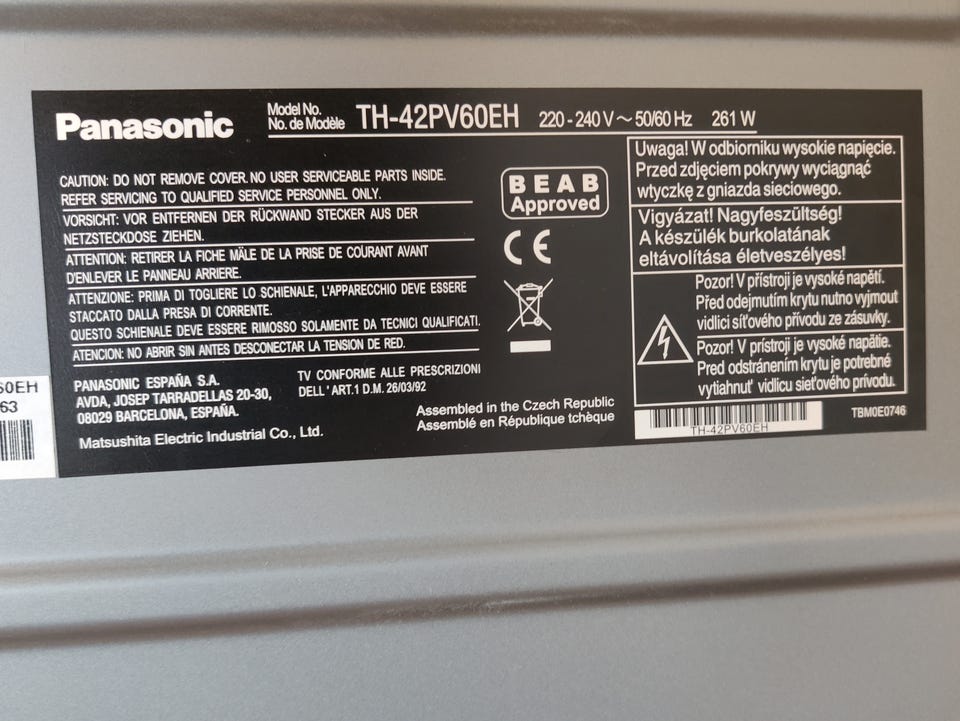 Panasonic
Model No.
No. de Modèle
TH-42PV60EH
220 - 240 V ~ 50/60 Hz 261 W
CAUTION: DO NOT REMOVE COVER. NO USER SERVICEABLE PARTS INSIDE.
REFER SERVICING TO QUALIFIED SERVICE PERSONNEL ONLY.
VORSICHT: VOR ENTFERNEN DER RÜCKWAND STECKER AUS DER
NETZSTECKDOSE ZIEHEN.
ATTENTION: RETIRER LA FICHE MÂLE DE LA PRISE DE COURANT AVANT
D'ENLEVER LE PANNEAU ARRIERE.
ATTENZIONE: PRIMA DI TOGLIERE LO SCHIENALE, L'APPARECCHIO DEVE ESSERE
STACCATO DALLA PRESA DI CORRENTE.
QUESTO SCHIENALE DEVE ESSERE RIMOSSO SOLAMENTE DA TECNICI QUALIFICATI.
ATENCION: NO ABRIR SIN ANTES DESCONECTAR LA TENSION DE RED.
PANASONIC ESPAÑA S.A.
AVDA, JOSEP TARRADELLAS 20-30,
08029 BARCELONA, ESPAÑA.
Matsushita Electric Industrial Co., Ltd.
TV CONFORME ALLE PRESCRIZIONI
DELL' ART.1 D.M. 26/03/92
Assembled in the Czech Republic
Assemblé en République tchèque
BEAB
Approved
CE
Uwaga! W odbiorniku wysokie napięcie.
Przed zdjęciem pokrywy wyciągnąć
wtyczkę z gniazda sieciowego.
Vigyázat! Nagyfeszültség!
A készülék burkolatának
eltávolítása életveszélyes!
Pozor! V přístroji je vysoké napětí.
Před odejmutím krytu nutno vyjmout
vidlici síťového přívodu ze zásuvky.
Pozor! V prístroji je vysoké napätie.
Pred odstránením krytu je potrebné
vytiahnuť vidlicu sieťového prívodu.
TH-42PV60EH
TBM0E0746
60EH
63